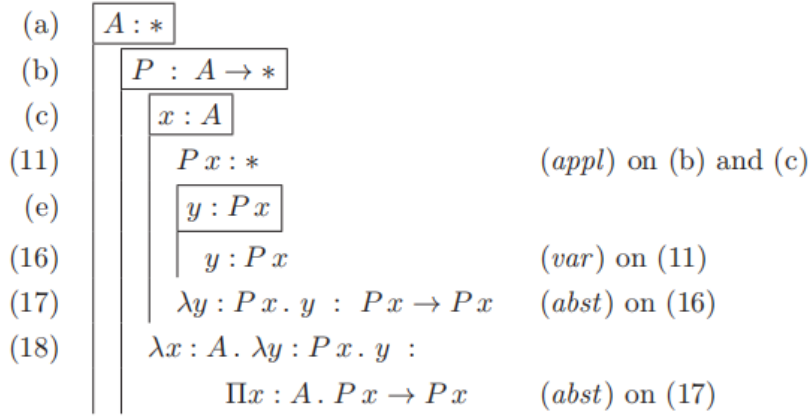 (a) A : ∗
(b) P : A → ∗
(c) x : A
(11) P x : ∗ (appl) on (b) and (c)
(e) y : P x
(16) y : P x (var) on (11)
(17) λy : P x . y : P x → P x (abst) on (16)
(18) λx : A . λy : P x . y :
Πx : A . P x → P x (abst) on (17)